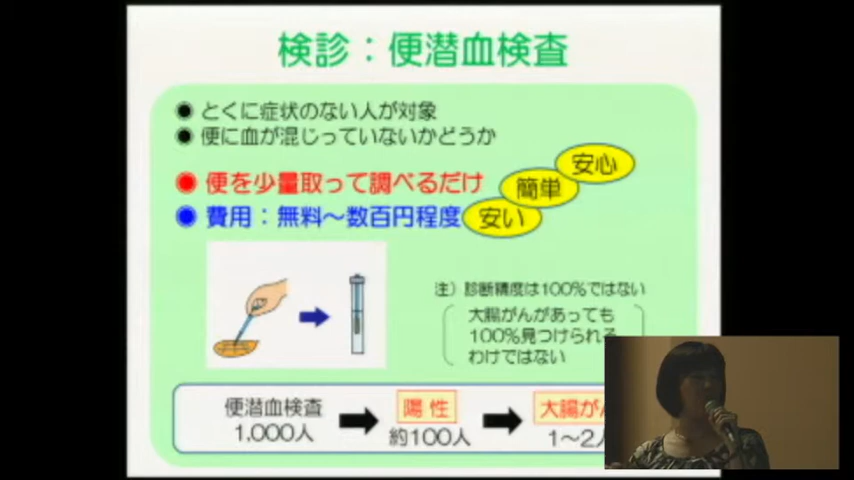 検診：便潜血検査
● とくに症状のない人が対象
● 便に血が混じっていないかどうか
● 便を少量取って調べるだけ
● 費用：無料～数百円程度
安心
簡単
安い
注）診断精度は100%ではない
大腸がんがあっても
100%見つけられる
わけではない
便潜血検査
1,000人
陽性
約100人
大腸がん
1～2人